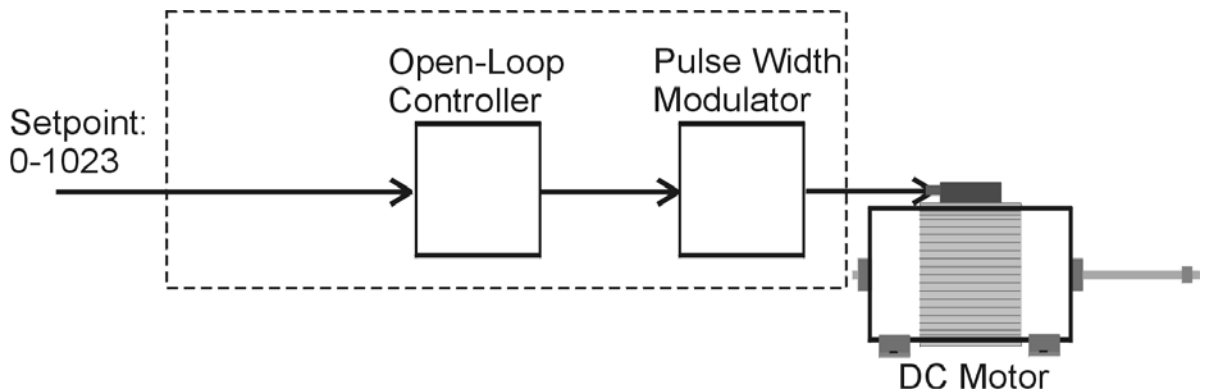 Setpoint:
0-1023
Open-Loop
Controller
Pulse Width
Modulator
DC Motor